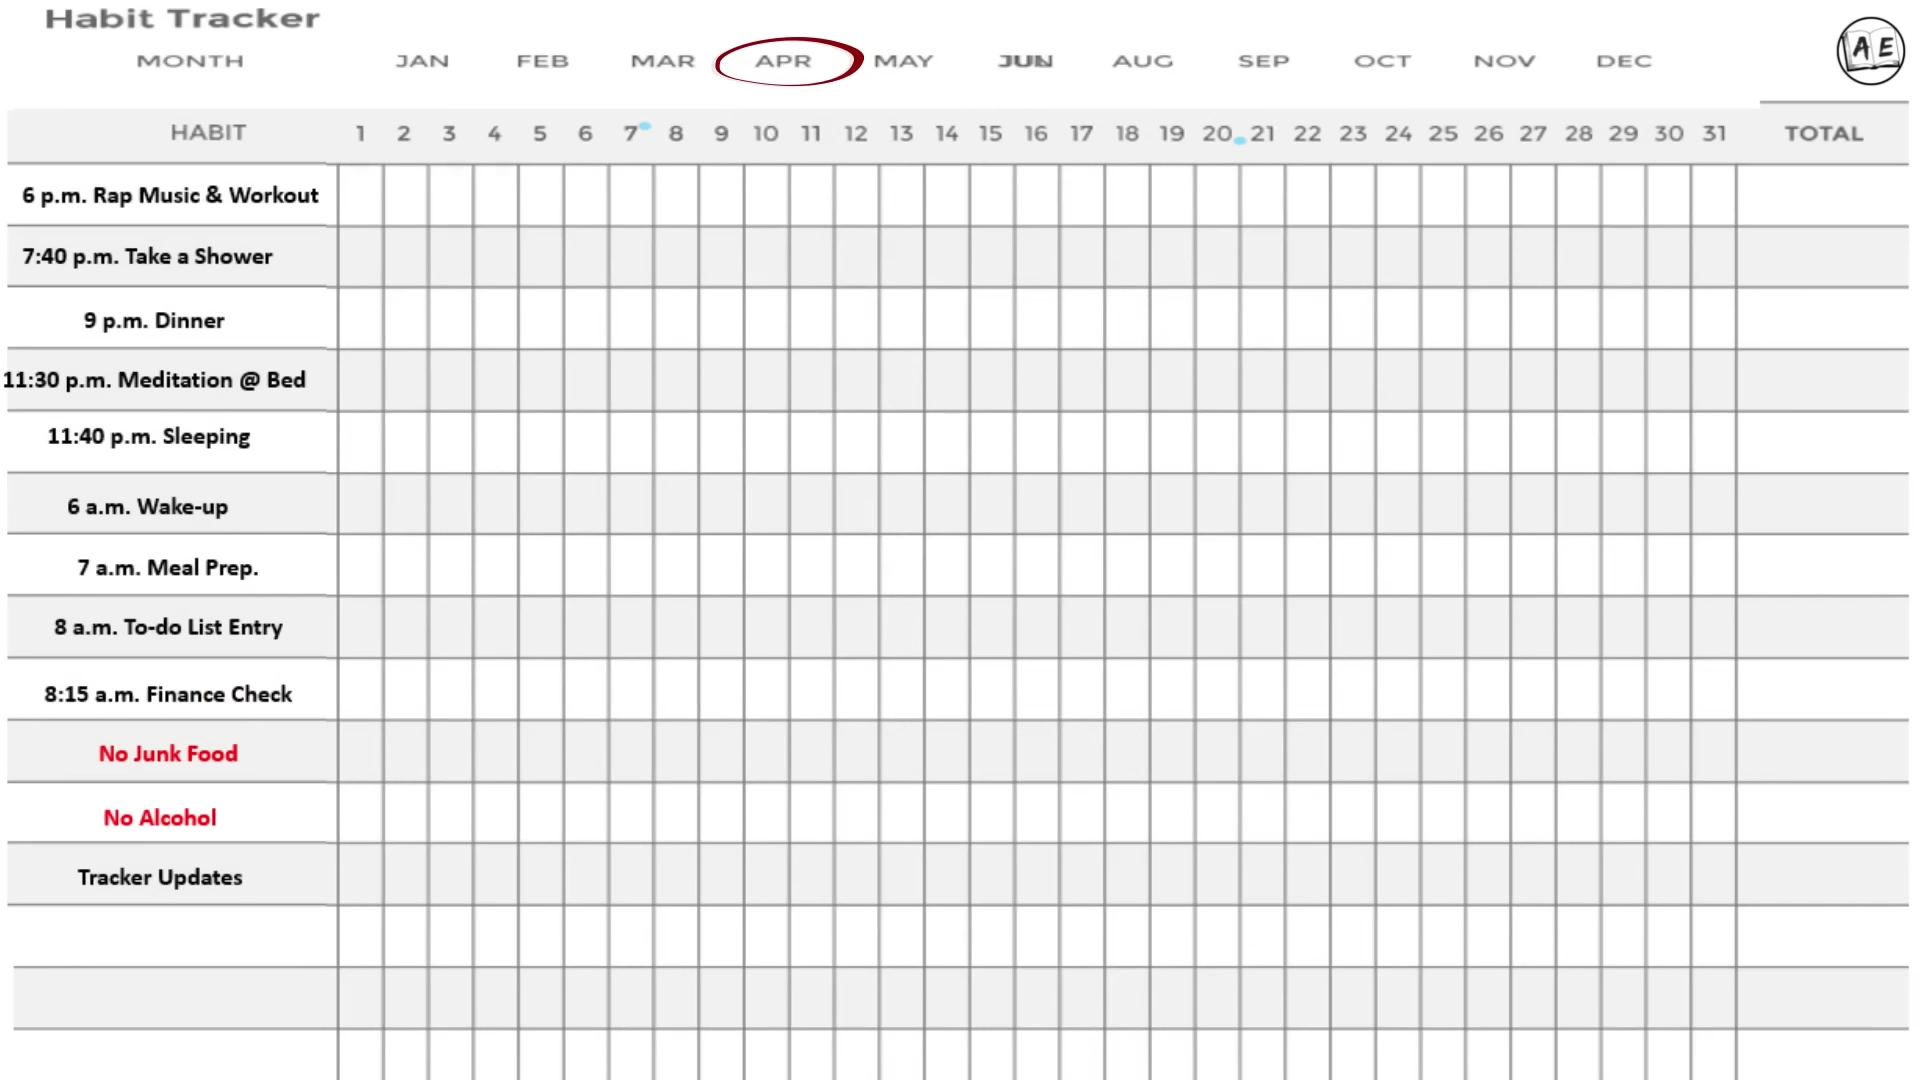 Habit Tracker
MONTH JAN FEB MAR APR MAY AUG SEP OCT NOV DEC
A E
HABIT 1 2 3 4 5 6 7 8 9 10 11 12 13 14 15 16 17 18 19 20 21 22 23 24 25 26 27 28 29 30 31 TOTAL
6 p.m. Rap Music & Workout
7:40 p.m. Take a Shower
9 p.m. Dinner
11:30 p.m. Meditation @ Bed
11:40 p.m. Sleeping
6 a.m. Wake-up
7 a.m. Meal Prep.
8 a.m. To-do List Entry
8:15 a.m. Finance Check
No Junk Food
No Alcohol
Tracker Updates